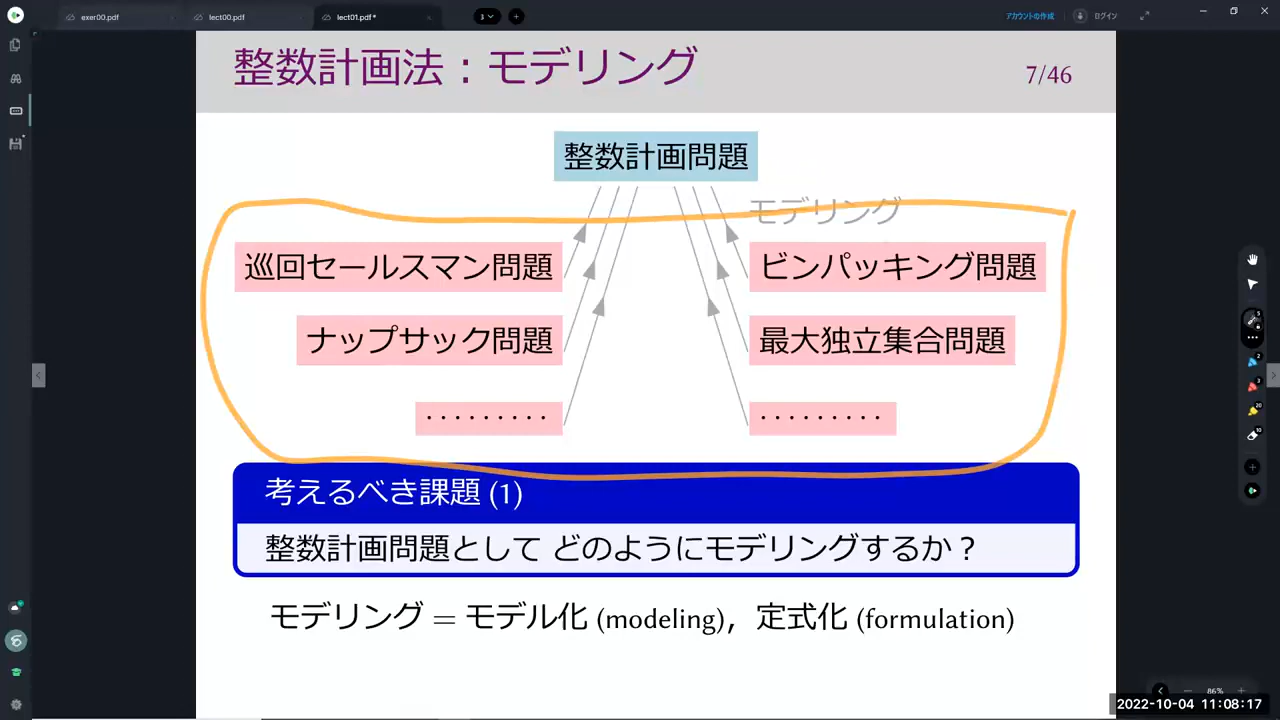 exer00.pdf
lect00.pdf
lect01.pdf*
3
アカウントの作成
ログイン
整数計画法：モデリング
7/46
整数計画問題
モデリング
巡回セールスマン問題
ビンパッキング問題
ナップサック問題
最大独立集合問題
·········
·········
考えるべき課題 (1)
整数計画問題として どのようにモデリングするか？
モデリング = モデル化 (modeling)，定式化 (formulation)
86%
2022-10-04 11:08:17